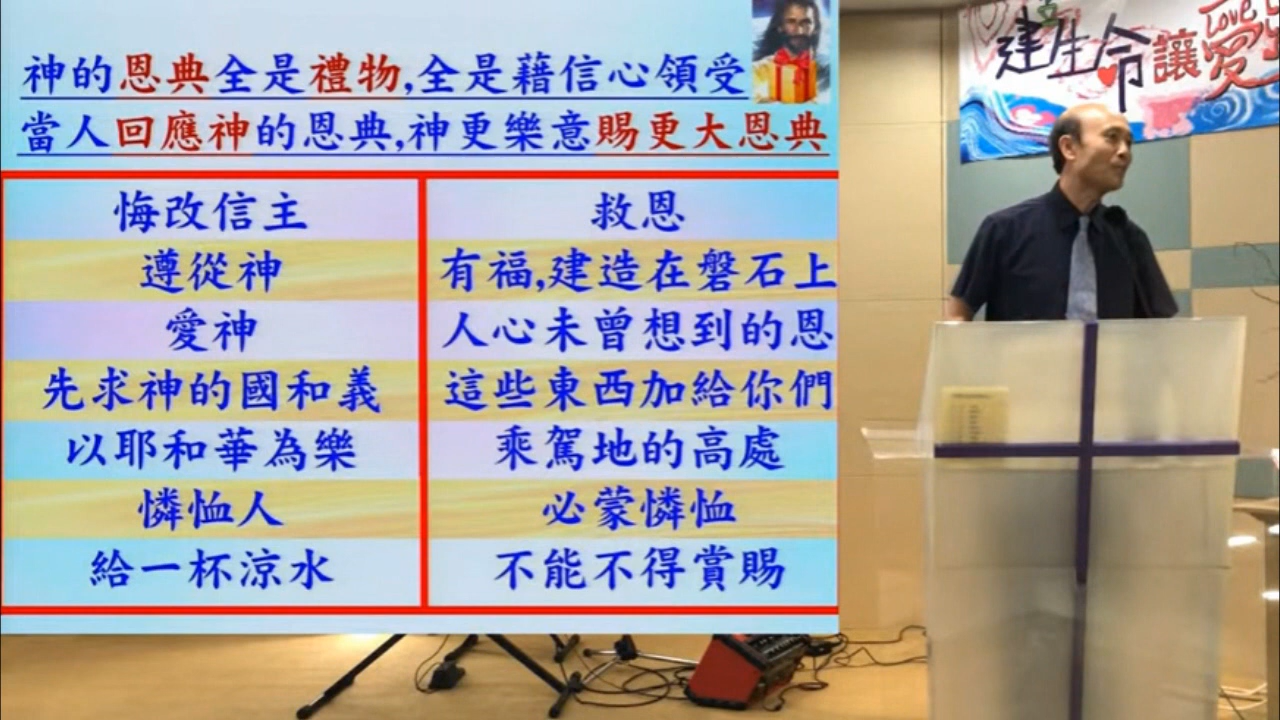 神的恩典全是禮物,全是藉信心領受
當人回應神的恩典,神更樂意賜更大恩典
悔改信主 救恩
遵從神 有福,建造在磐石上
愛神 人心未曾想到的恩
先求神的國和義 這些東西加給你們
以耶和華為樂 乘駕地的高處
憐恤人 必蒙憐恤
給一杯涼水 不能不得賞賜
建生命讓愛
Love